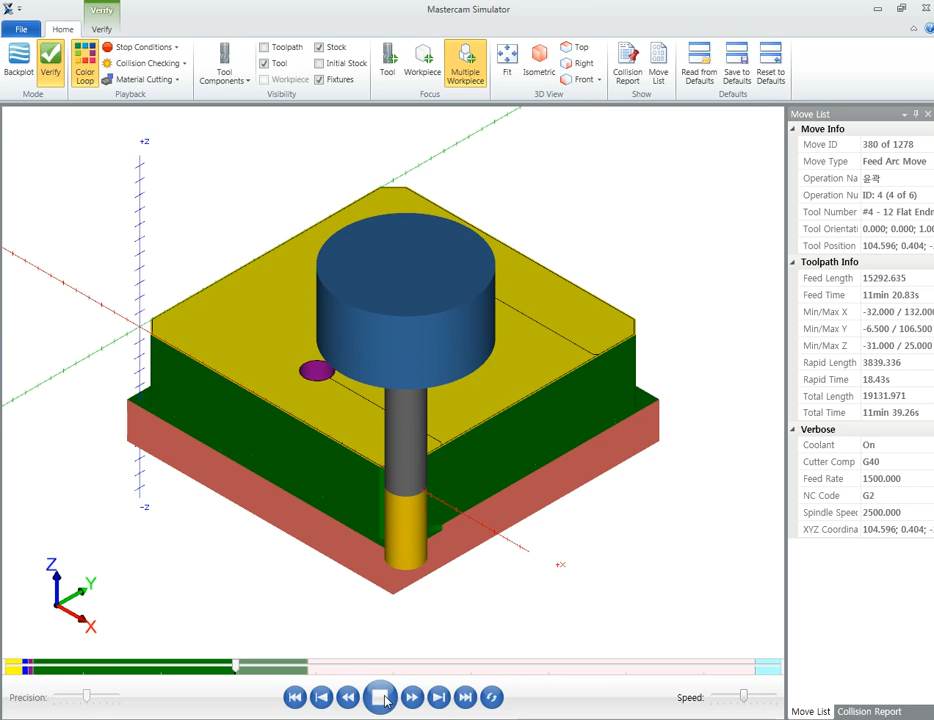 Verify
Mastercam Simulator
File
Home
Verify
Backplot
Verify
Mode
Color Loop
Stop Conditions
Collision Checking
Material Cutting
Playback
Tool Components
Toolpath
Tool
Workpiece
Stock
Initial Stock
Fixtures
Visibility
Tool
Workpiece
Multiple Workpiece
Focus
Fit
Isometric
Top
Right
Front
3D View
Collision Report
Move List
Show
Read from Defaults
Save to Defaults
Reset to Defaults
Defaults
+Z
-Z
+X
Z
Y
X
Move List
Move Info
Move ID 380 of 1278
Move Type Feed Arc Move
Operation Na 윤곽
Operation Nu ID: 4 (4 of 6)
Tool Number #4 - 12 Flat Endm
Tool Orientati 0.000; 0.000; 1.00
Tool Position 104.596; 0.404; -
Toolpath Info
Feed Length 15292.635
Feed Time 11min 20.83s
Min/Max X -32.000 / 132.000
Min/Max Y -6.500 / 106.500
Min/Max Z -31.000 / 25.000
Rapid Length 3839.336
Rapid Time 18.43s
Total Length 19131.971
Total Time 11min 39.26s
Verbose
Coolant On
Cutter Comp G40
Feed Rate 1500.000
NC Code G2
Spindle Speed 2500.000
XYZ Coordina 104.596; 0.404; -
Precision:
Speed:
Move List
Collision Report